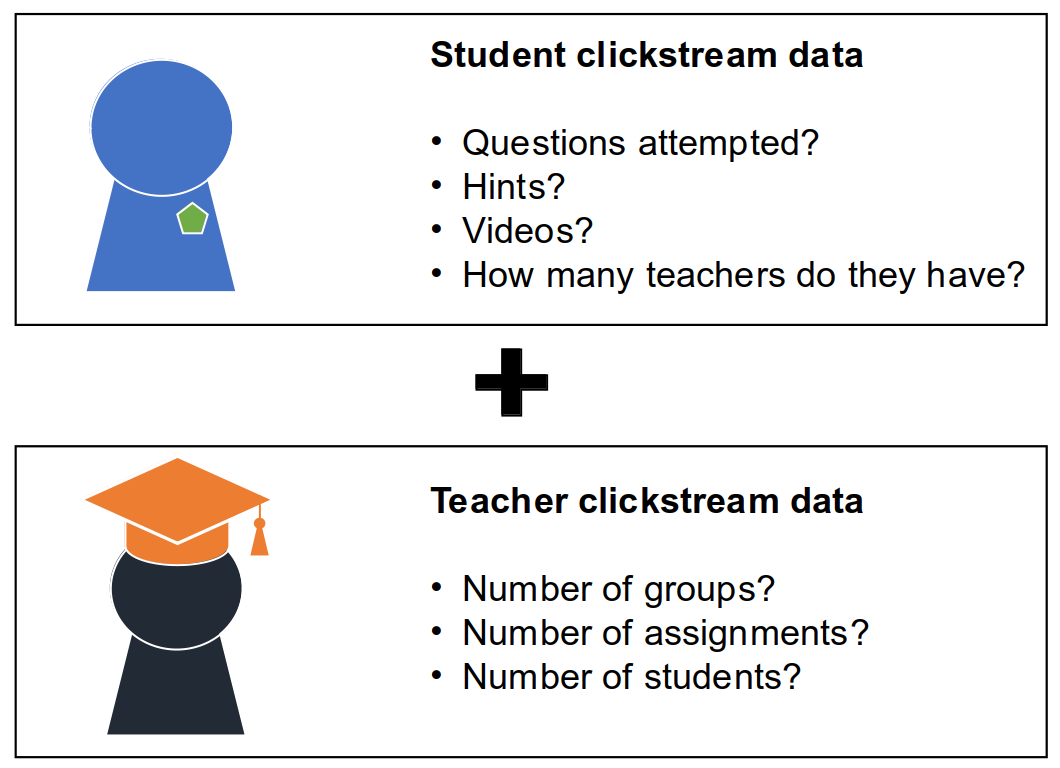 Student clickstream data
• Questions attempted?
• Hints?
• Videos?
• How many teachers do they have?
Teacher clickstream data
• Number of groups?
• Number of assignments?
• Number of students?